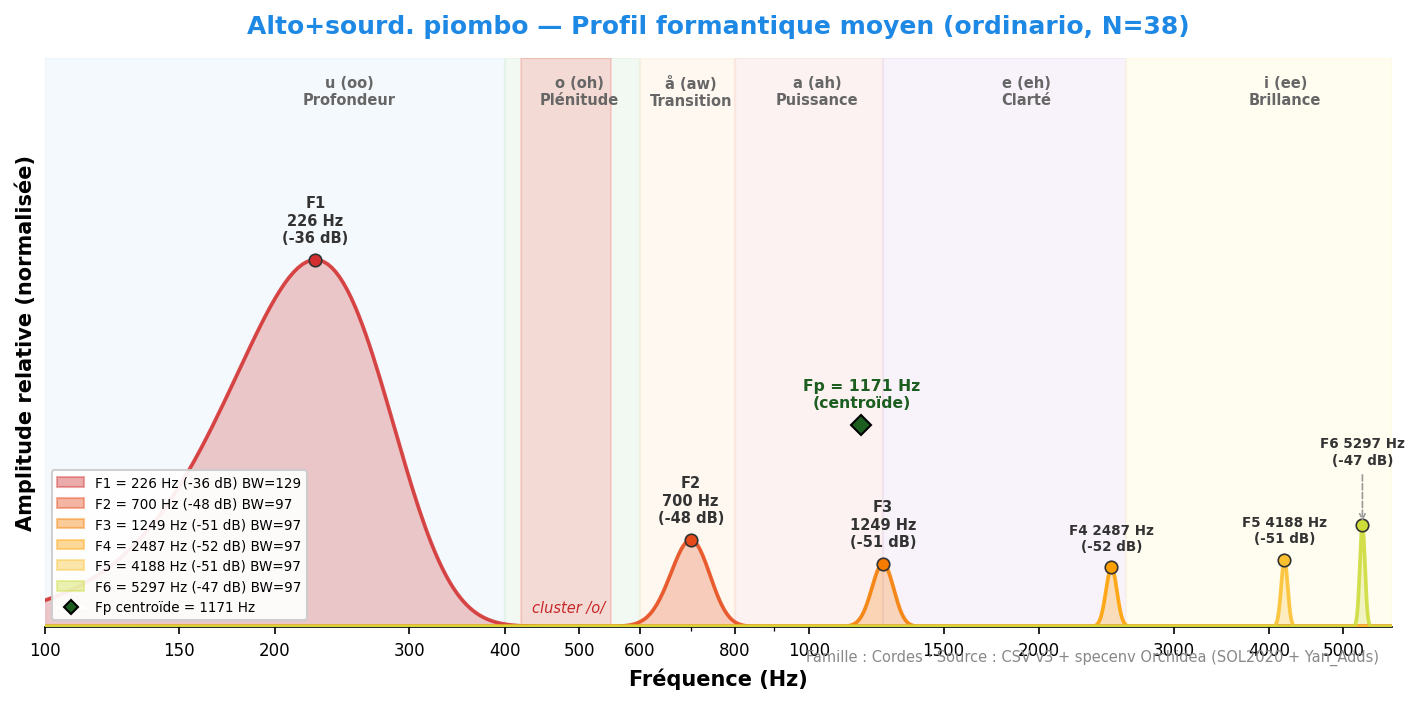 Alto+sourd. piombo — Profil formantique moyen (ordinario, N=38)
u (oo)
Profondeur
o (oh)
Plénitude
å (aw)
Transition
a (ah)
Puissance
e (eh)
Clarté
i (ee)
Brillance
Amplitude relative (normalisée)
F1
226 Hz
(-36 dB)
Fp = 1171 Hz
(centroïde)
F2
700 Hz
(-48 dB)
F3
1249 Hz
(-51 dB)
F4 2487 Hz
(-52 dB)
F5 4188 Hz
(-51 dB)
F6 5297 Hz
(-47 dB)
F1 = 226 Hz (-36 dB) BW=129
F2 = 700 Hz (-48 dB) BW=97
F3 = 1249 Hz (-51 dB) BW=97
F4 = 2487 Hz (-52 dB) BW=97
F5 = 4188 Hz (-51 dB) BW=97
F6 = 5297 Hz (-47 dB) BW=97
Fp centroïde = 1171 Hz
cluster /o/
100 150 200 300 400 500 600 800 1000 1500 2000 3000 4000 5000
Famille : Cordes Source : CSV v3 + specenv Orchidea (SOL2020 + Yan_Adds)
Fréquence (Hz)